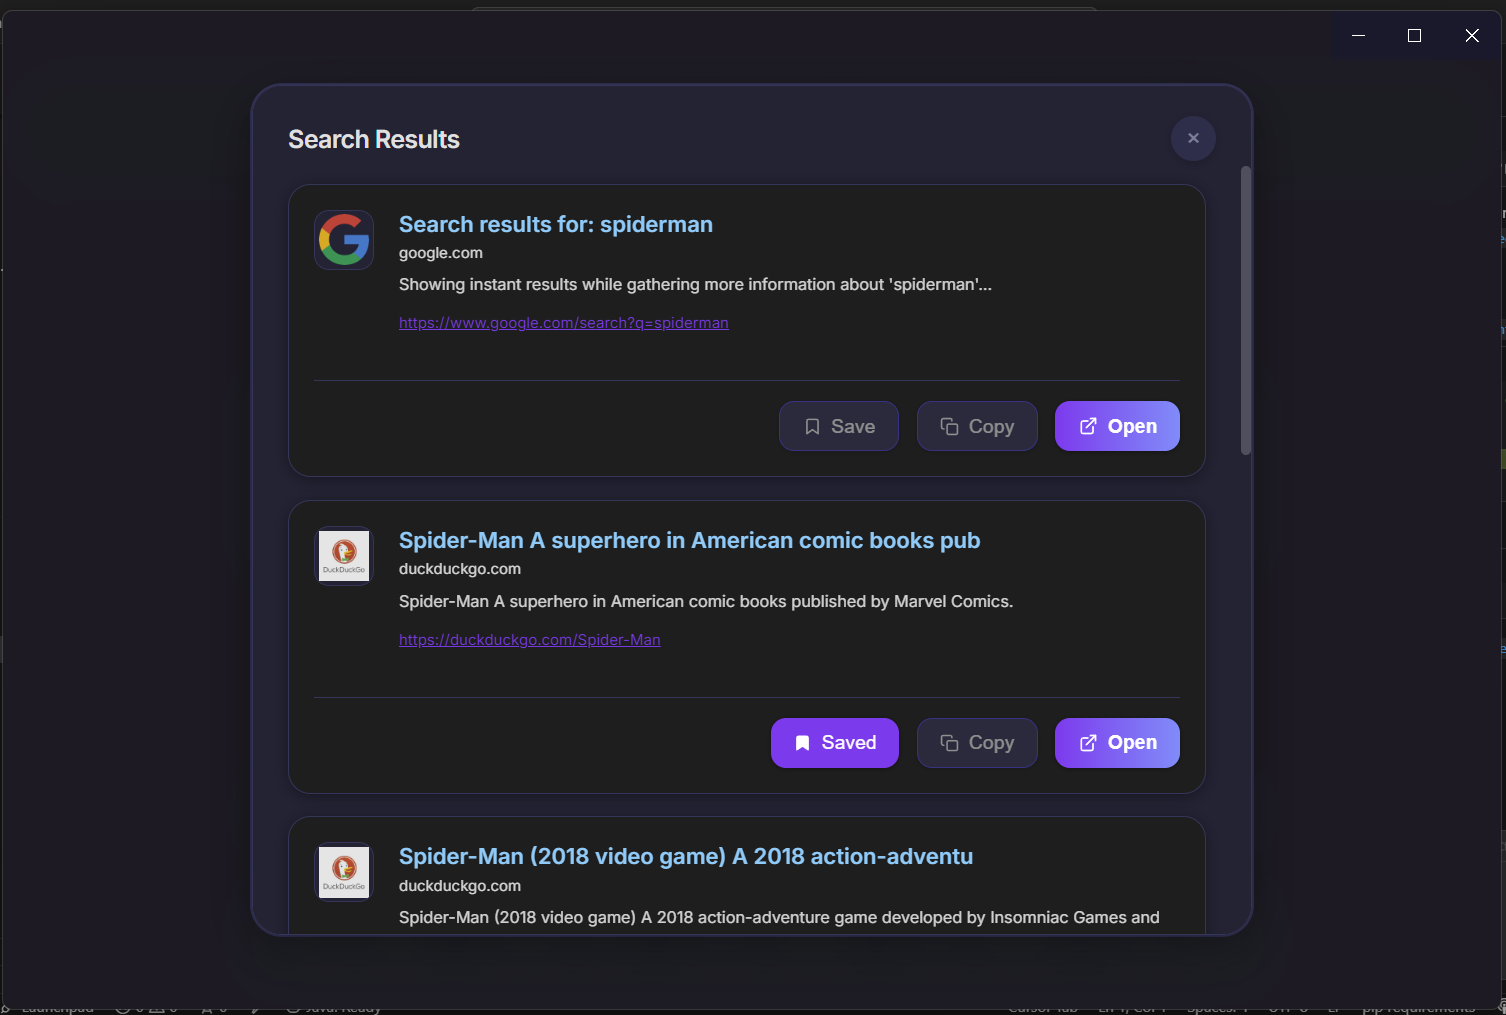 Search Results
Search results for: spiderman
google.com
Showing instant results while gathering more information about 'spiderman'...
https://www.google.com/search?q=spiderman
Save
Copy
Open
Spider-Man A superhero in American comic books pub
DuckDuckGo
duckduckgo.com
Spider-Man A superhero in American comic books published by Marvel Comics.
https://duckduckgo.com/Spider-Man
Saved
Copy
Open
Spider-Man (2018 video game) A 2018 action-adventu
DuckDuckGo
duckduckgo.com
Spider-Man (2018 video game) A 2018 action-adventure game developed by Insomniac Games and